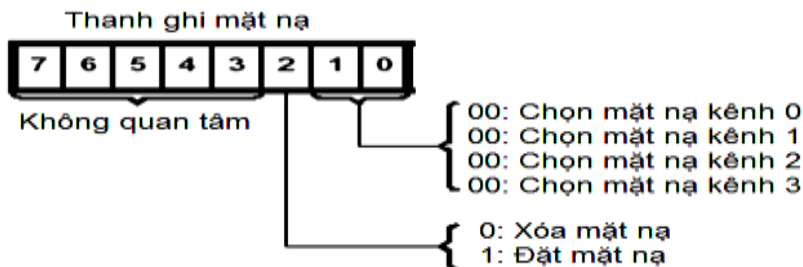 Thanh ghi mặt nạ
7 6 5 4 3 2 1 0
Không quan tâm
00: Chọn mặt nạ kênh 0
00: Chọn mặt nạ kênh 1
00: Chọn mặt nạ kênh 2
00: Chọn mặt nạ kênh 3
0: Xóa mặt nạ
1: Đặt mặt nạ